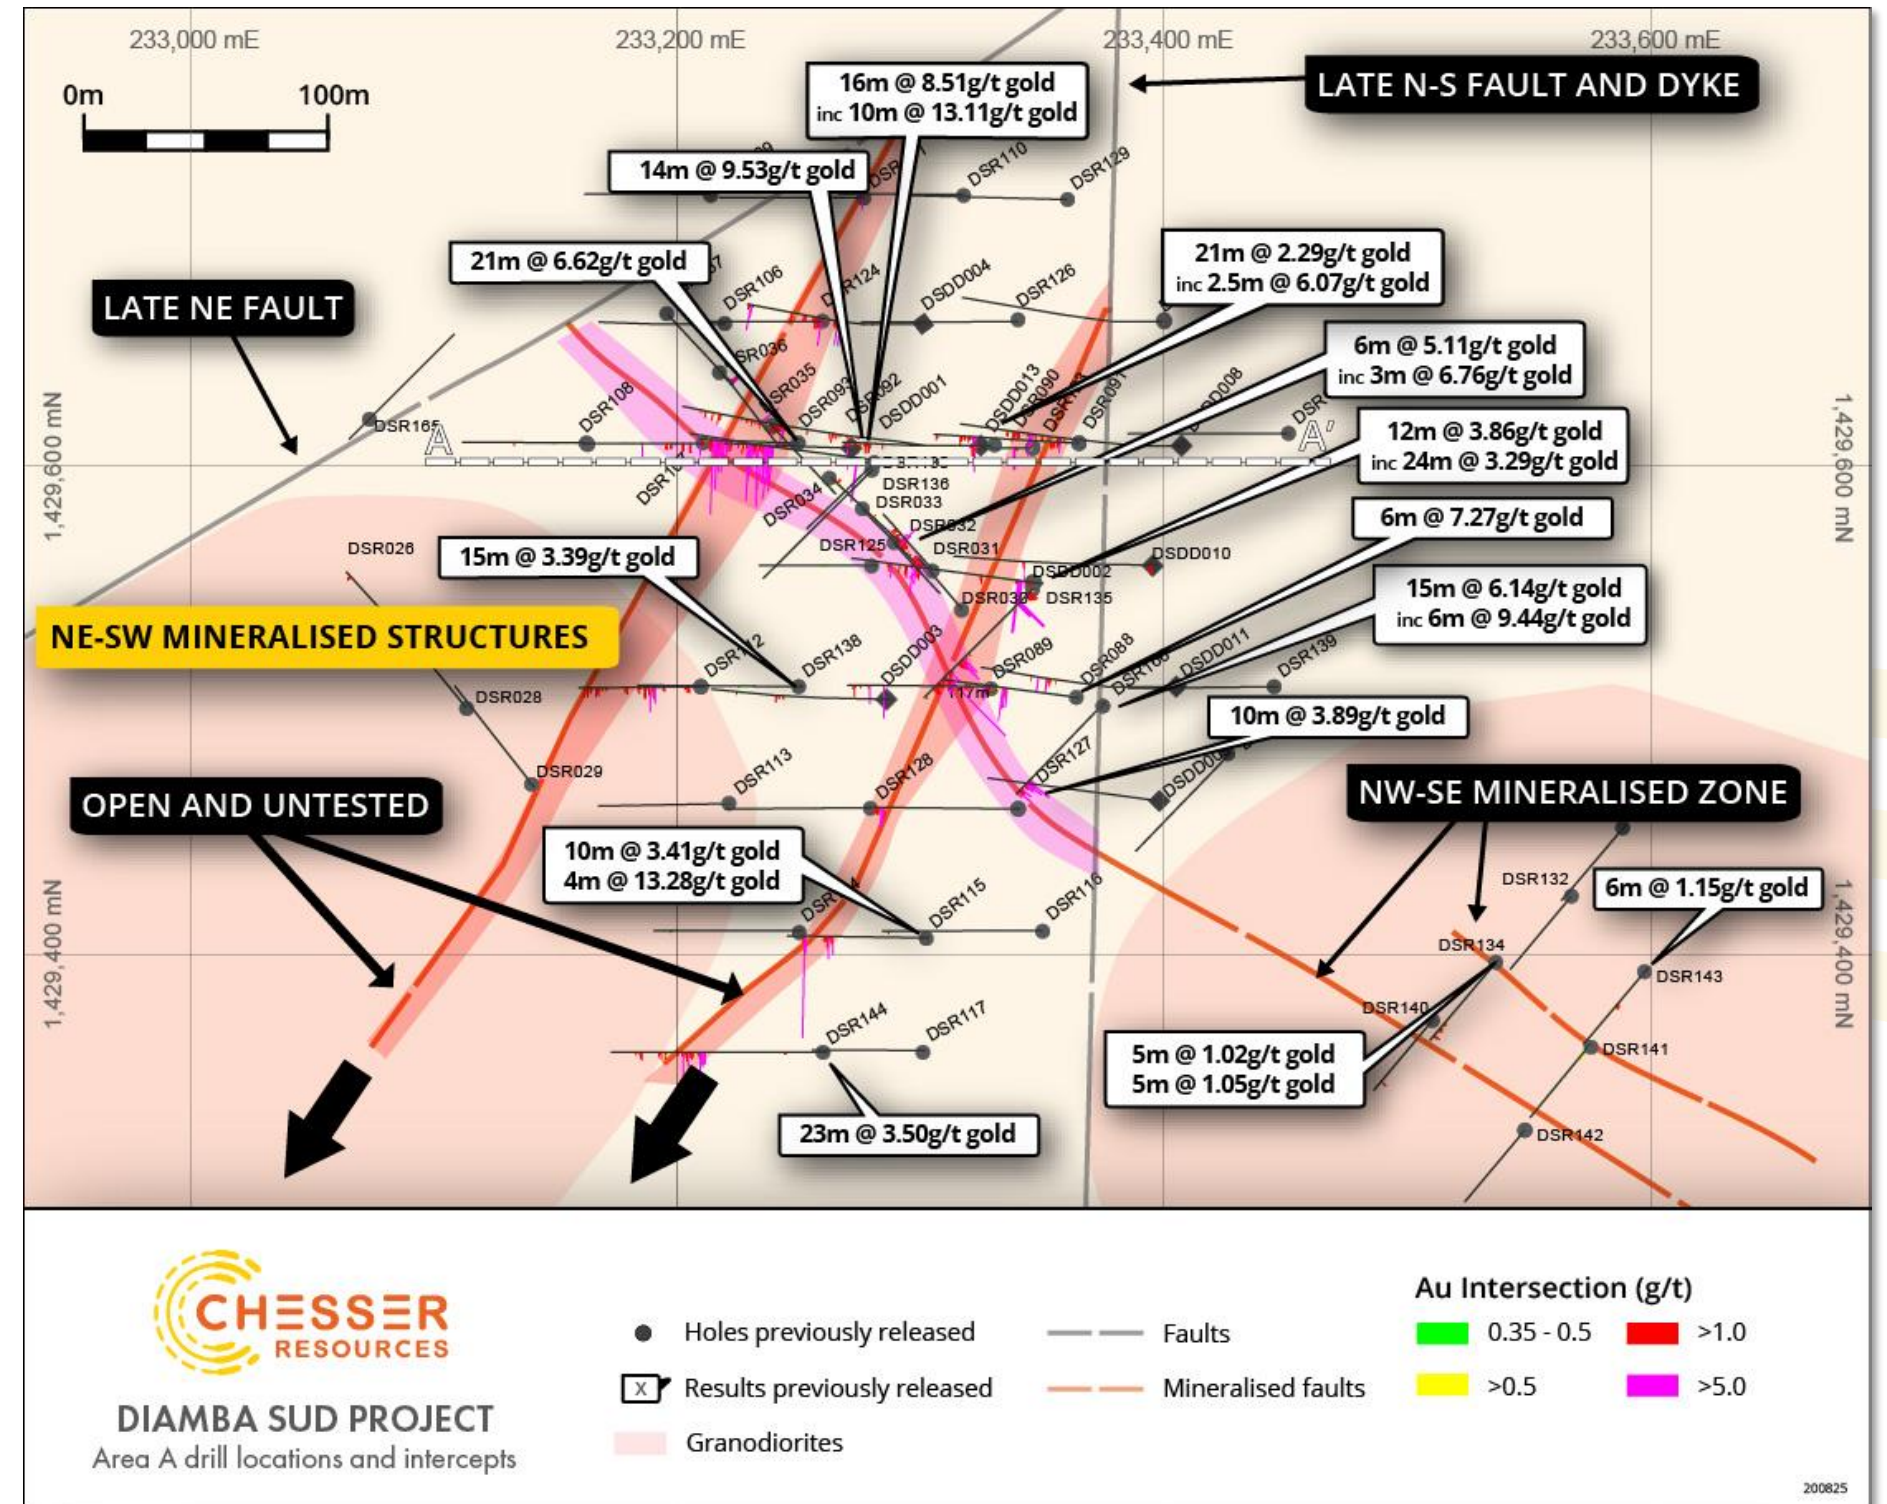 233,000 mE
233,200 mE
233,400 mE
233,600 mE
0m 100m
16m @ 8.51g/t gold
inc 10m @ 13.11g/t gold
LATE N-S FAULT AND DYKE
14m @ 9.53g/t gold
DSR110
DSR129
21m @ 6.62g/t gold
21m @ 2.29g/t gold
inc 2.5m @ 6.07g/t gold
LATE NE FAULT
DSR106
DSR124
DSDD004
DSR126
6m @ 5.11g/t gold
inc 3m @ 6.76g/t gold
SR036
SR035
DSR108
DSR093
DSR092
DSDD001
DSDD013
DSR090
DSR091
DSDD008
DSR165
A
A'
12m @ 3.86g/t gold
inc 24m @ 3.29g/t gold
1,429,600 mN
1,429,600 mN
DSR034
DSR136
DSR033
DSR032
DSR125
DSR031
DSDD002
DSDD010
DSR030
DSR135
6m @ 7.27g/t gold
DSR026
15m @ 3.39g/t gold
15m @ 6.14g/t gold
inc 6m @ 9.44g/t gold
NE-SW MINERALISED STRUCTURES
DSR138
DSDD003
DSR089
DSR088
DSDD011
DSR139
17m
DSR028
10m @ 3.89g/t gold
DSR029
DSR113
DSR128
DSR127
OPEN AND UNTESTED
NW-SE MINERALISED ZONE
10m @ 3.41g/t gold
4m @ 13.28g/t gold
DSR115
DSR116
DSR132
6m @ 1.15g/t gold
1,429,400 mN
1,429,400 mN
DSR134
DSR143
DSR140
DSR144
DSR117
DSR141
5m @ 1.02g/t gold
5m @ 1.05g/t gold
23m @ 3.50g/t gold
DSR142
CHESSER
RESOURCES
DIAMBA SUD PROJECT
Area A drill locations and intercepts
Holes previously released
X Results previously released
Granodiorites
Faults
Mineralised faults
Au Intersection (g/t)
0.35 - 0.5
>1.0
>0.5
>5.0
200825